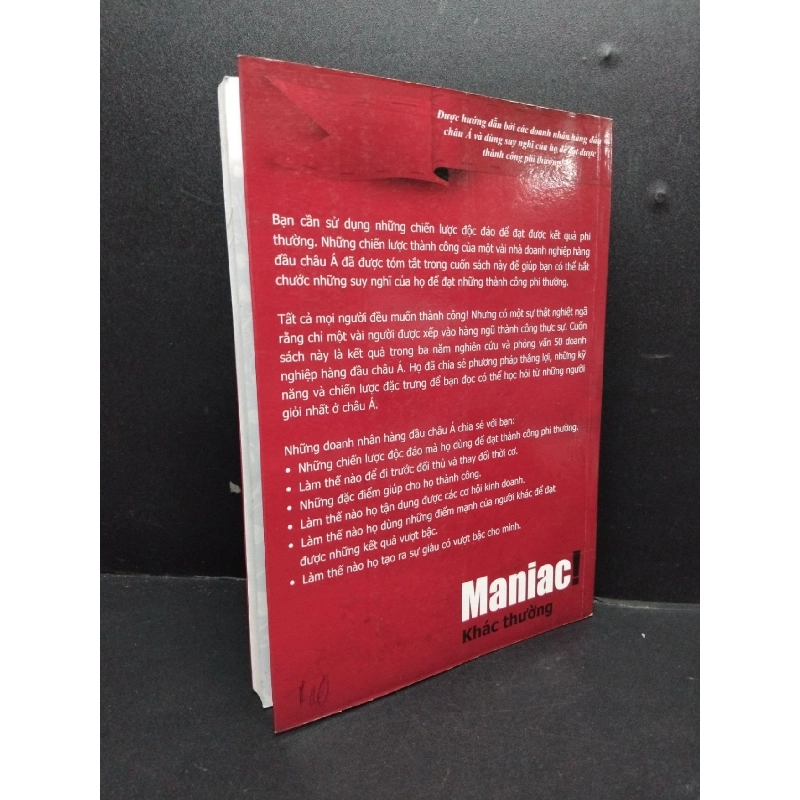 Được hướng dẫn bởi các doanh nhân hàng đầu
châu Á và dùng suy nghĩ của họ để đạt được
thành công phi thường
Bạn cần sử dụng những chiến lược độc đáo để đạt được kết quả phi
thường. Những chiến lược thành công của một vài nhà doanh nghiệp hàng
đầu châu Á đã được tóm tắt trong cuốn sách này để giúp bạn có thể bắt
chước những suy nghĩ của họ để đạt những thành công phi thường.
Tất cả mọi người đều muốn thành công! Nhưng có một sự thật nghiệt ngã
rằng chỉ một vài người được xếp vào hàng ngũ thành công thực sự. Cuốn
sách này là kết quả trong ba năm nghiên cứu và phỏng vấn 50 doanh
nghiệp hàng đầu châu Á. Họ đã chia sẻ phương pháp thắng lợi, những kỹ
năng và chiến lược đặc trưng để bạn đọc có thể học hỏi từ những người
giỏi nhất ở châu Á.
Những doanh nhân hàng đầu châu Á chia sẻ với bạn:
• Những chiến lược độc đáo mà họ dùng để đạt thành công phi thường.
• Làm thế nào để đi trước đối thủ và thay đổi thời cơ.
• Những đặc điểm giúp cho họ thành công.
• Làm thế nào họ tận dụng được các cơ hội kinh doanh.
• Làm thế nào họ dùng những điểm mạnh của người khác để đạt
được những kết quả vượt bậc.
• Làm thế nào họ tạo ra sự giàu có vượt bậc cho mình.
Maniac!
Khác thường